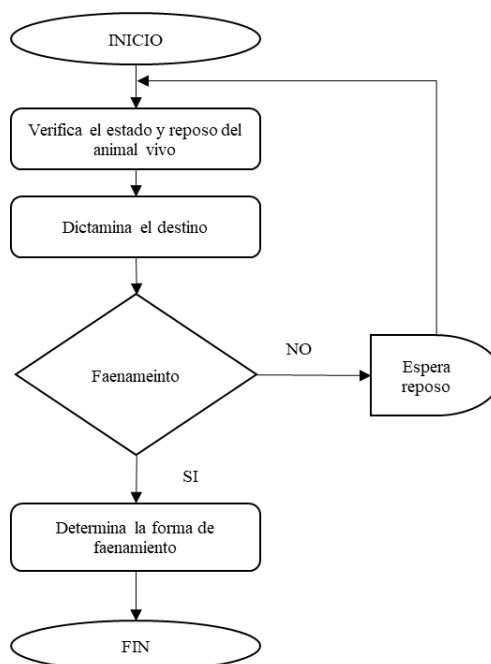 INICIO
Verifica el estado y reposo del
animal vivo
Dictamina el destino
Faenameinto
NO
Espera
reposo
SI
Determina la forma de
faenamiento
FIN